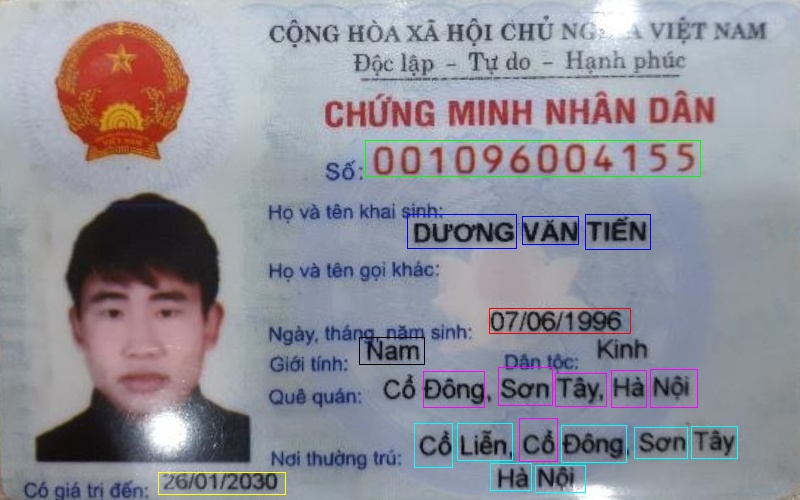 CỘNG HÒA XÃ HỘI CHỦ NGHĨA VIỆT NAM
Độc lập - Tự do - Hạnh phúc
CHỨNG MINH NHÂN DÂN
Số: 001096004155
Họ và tên khai sinh:
DƯƠNG VĂN TIẾN
Họ và tên gọi khác:
Ngày, tháng, năm sinh: 07/06/1996
Giới tính: Nam Dân tộc: Kinh
Quê quán: Cổ Đông, Sơn Tây, Hà Nội
Nơi thường trú: Cổ Liễn, Cổ Đông, Sơn Tây
Hà Nội
Có giá trị đến: 26/01/2030